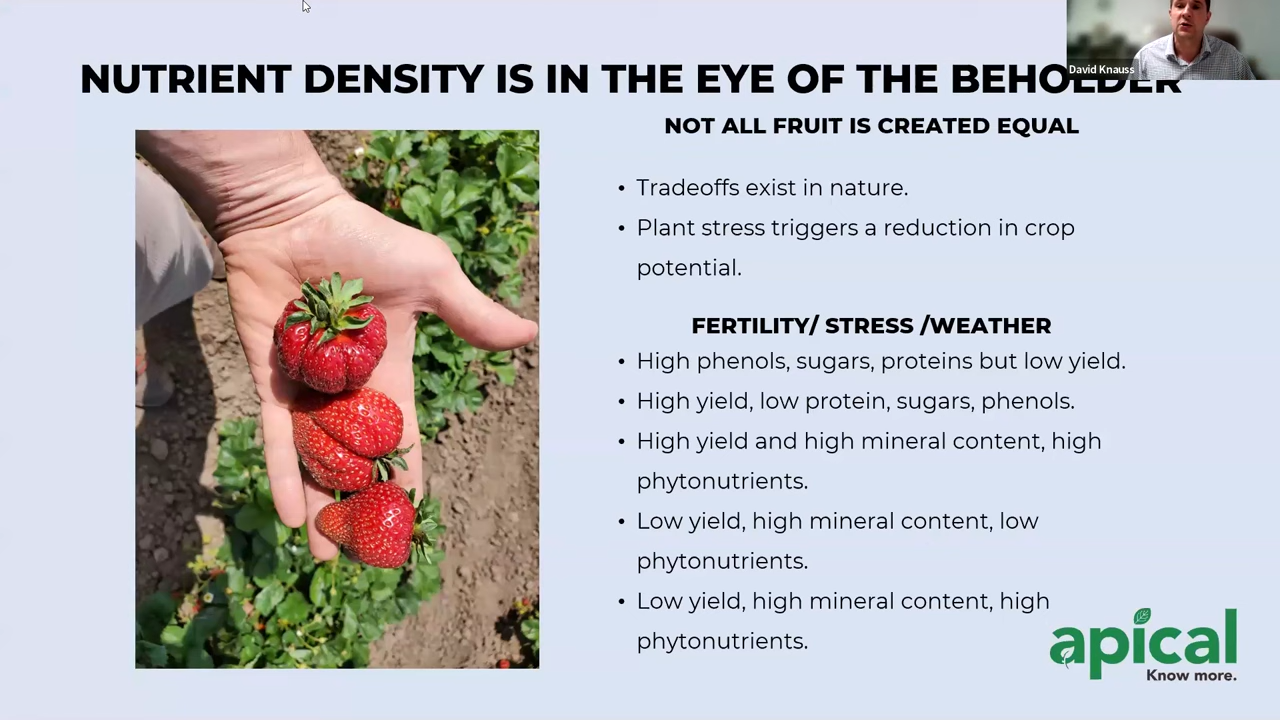 NUTRIENT DENSITY IS IN THE EYE OF THE BEHOLDER
David Knauss
NOT ALL FRUIT IS CREATED EQUAL
• Tradeoffs exist in nature.
• Plant stress triggers a reduction in crop
potential.
FERTILITY/ STRESS /WEATHER
• High phenols, sugars, proteins but low yield.
• High yield, low protein, sugars, phenols.
• High yield and high mineral content, high
phytonutrients.
• Low yield, high mineral content, low
phytonutrients.
• Low yield, high mineral content, high
phytonutrients.
apical
Know more.